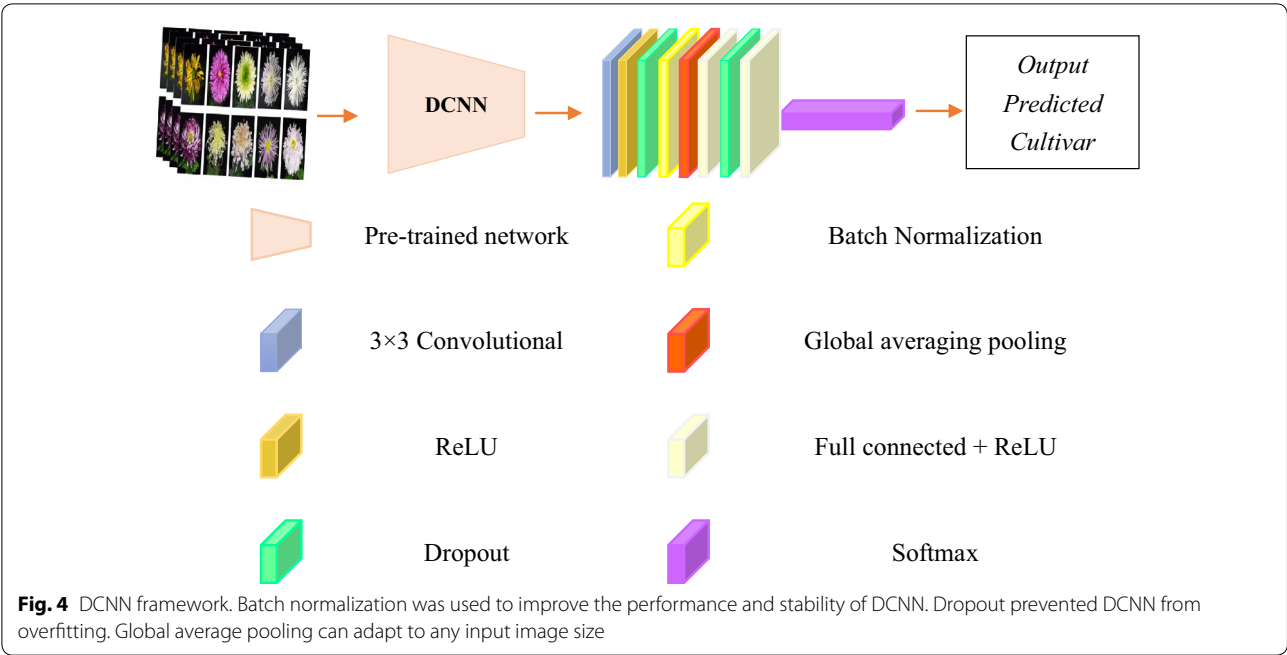 DCNN
Output
Predicted
Cultivar
Pre-trained network
Batch Normalization
3×3 Convolutional
Global averaging pooling
ReLU
Full connected + ReLU
Dropout
Softmax
Fig. 4 DCNN framework. Batch normalization was used to improve the performance and stability of DCNN. Dropout prevented DCNN from
overfitting. Global average pooling can adapt to any input image size